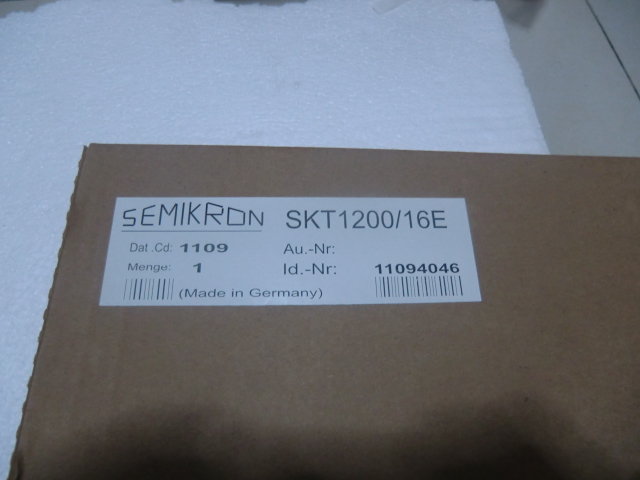 SEMIKRON SKT1200/16E
Dat .Cd: 1109 Au.-Nr:
Menge: 1 Id.-Nr: 11094046
(Made in Germany)